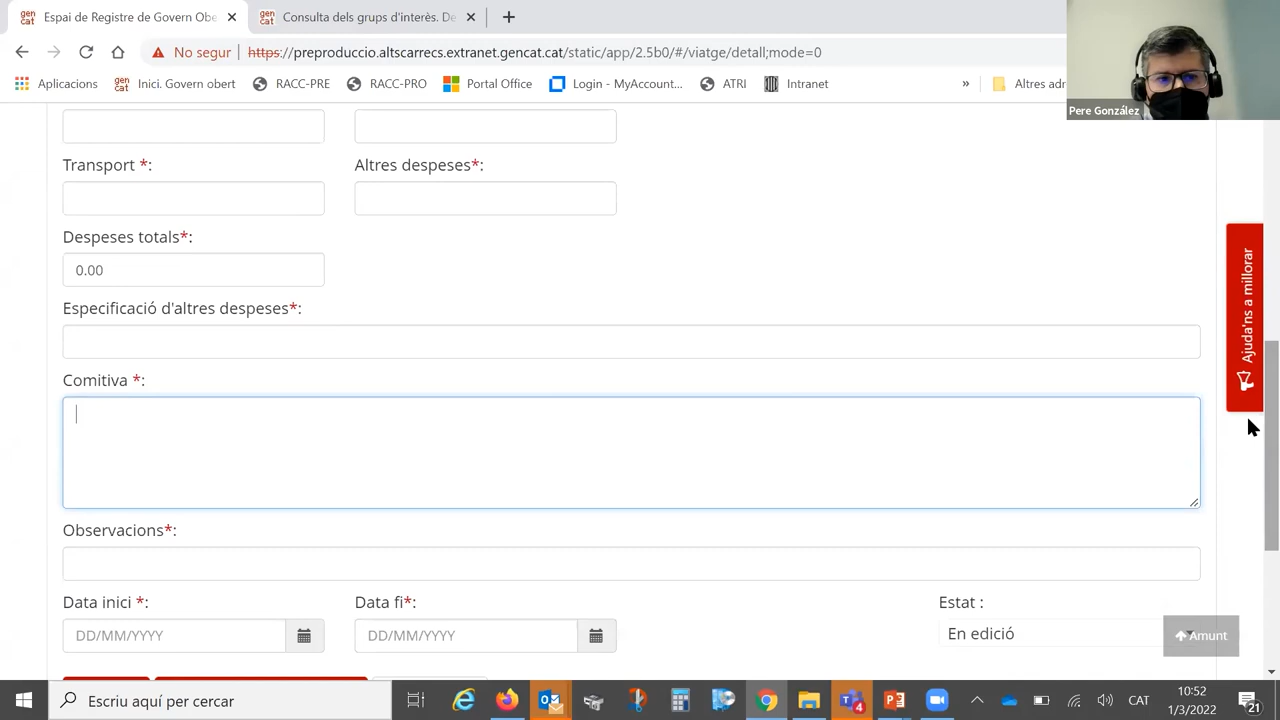 Espai de Registre de Govern Obe
Consulta dels grups d'interès. De
No segur
https://preproduccio.altscarrecs.extranet.gencat.cat/static/app/2.5b0/#/viatge/detall;mode=0
Aplicacions
gencat
Inici. Govern obert
RACC-PRE
RACC-PRO
Portal Office
Login - MyAccount...
ATRI
Intranet
»
Altres adr
Pere González
Transport *:
Altres despeses*:
Despeses totals*:
0.00
Especificació d'altres despeses*:
Comitiva *:
Ajuda'ns a millorar
Observacions*:
Data inici *:
Data fi*:
Estat :
DD/MM/YYYY
DD/MM/YYYY
En edició
Amunt
Escriu aquí per cercar
4
CAT
10:52
1/3/2022
21